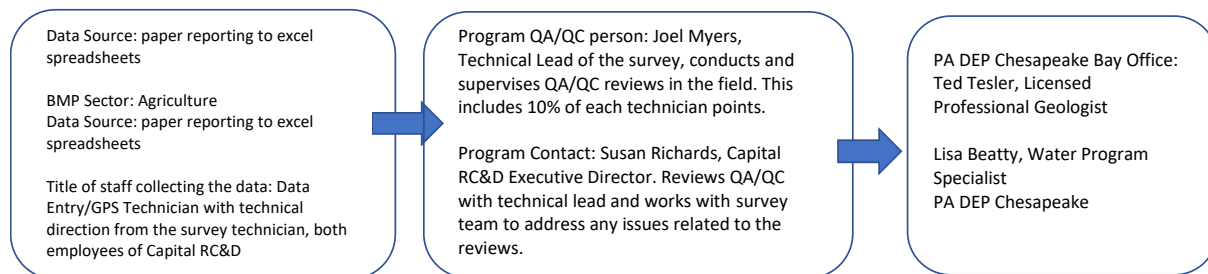 Data Source: paper reporting to excel
spreadsheets
BMP Sector: Agriculture
Data Source: paper reporting to excel
spreadsheets
Title of staff collecting the data: Data
Entry/GPS Technician with technical
direction from the survey technician, both
employees of Capital RC&D
Program QA/QC person: Joel Myers,
Technical Lead of the survey, conducts and
supervises QA/QC reviews in the field. This
includes 10% of each technician points.
Program Contact: Susan Richards, Capital
RC&D Executive Director. Reviews QA/QC
with technical lead and works with survey
team to address any issues related to the
reviews.
PA DEP Chesapeake Bay Office:
Ted Tesler, Licensed
Professional Geologist
Lisa Beatty, Water Program
Specialist
PA DEP Chesapeake